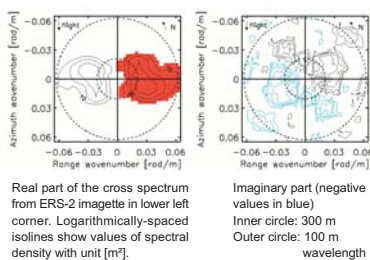 flight
N
flight
N
Azimuth wavenumber [rad/m]
-0.06
-0.03
0
0.03
0.06
-0.06 -0.03 0 0.03 0.06
Range wavenumber [rad/m]
Azimuth wavenumber [rad/m]
-0.06
-0.03
0
0.03
0.06
-0.06 -0.03 0 0.03 0.06
Range wavenumber [rad/m]
Real part of the cross spectrum
from ERS-2 imagette in lower left
corner. Logarithmically-spaced
isolines show values of spectral
density with unit [m²].
Imaginary part (negative
values in blue)
Inner circle: 300 m
Outer circle: 100 m
wavelength